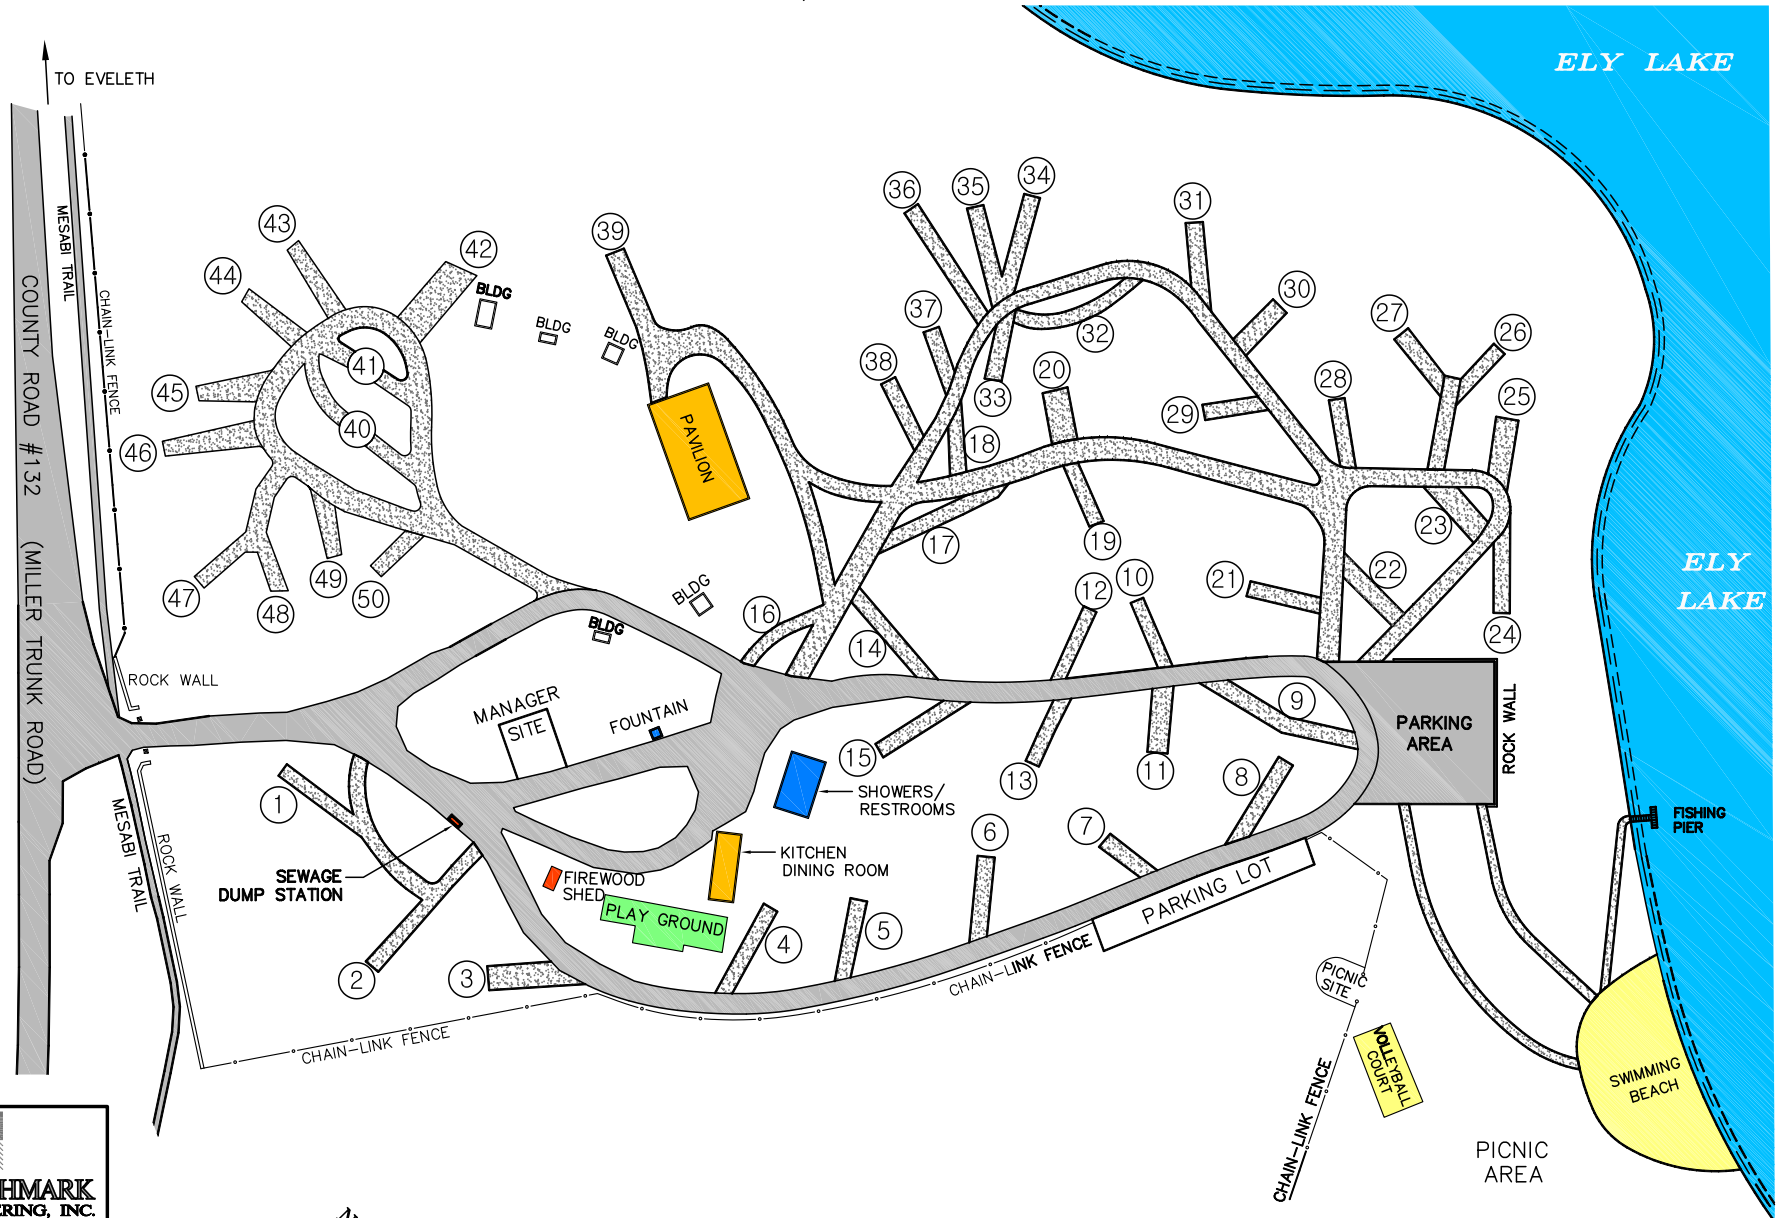 ELY LAKE
TO EVELETH
MESABI TRAIL
CHAIN-LINK FENCE
COUNTY ROAD #132 (MILLER TRUNK ROAD)
34
35
36
31
43
39
42
44
BLDG
BLDG
BLDG
37
30
27
26
32
38
41
20
28
45
33
29
25
40
18
46
PAVILION
23
17
19
ELY
LAKE
22
49
47
50
48
21
12
10
BLDG
16
BLDG
24
14
ROCK WALL
MANAGER
SITE
FOUNTAIN
9
PARKING
AREA
ROCK WALL
15
13
11
8
1
SHOWERS/
RESTROOMS
MESABI TRAIL
ROCK WALL
6
7
FISHING
PIER
KITCHEN
DINING ROOM
SEWAGE
DUMP STATION
FIREWOOD
SHED
PLAY GROUND
PARKING LOT
4
5
2
3
CHAIN-LINK FENCE
CHAIN-LINK FENCE
PICNIC
SITE
VOLLEYBALL
COURT
SWIMMING
BEACH
CHAIN-LINK FENCE
PICNIC
AREA
HMARK
ERING, INC.